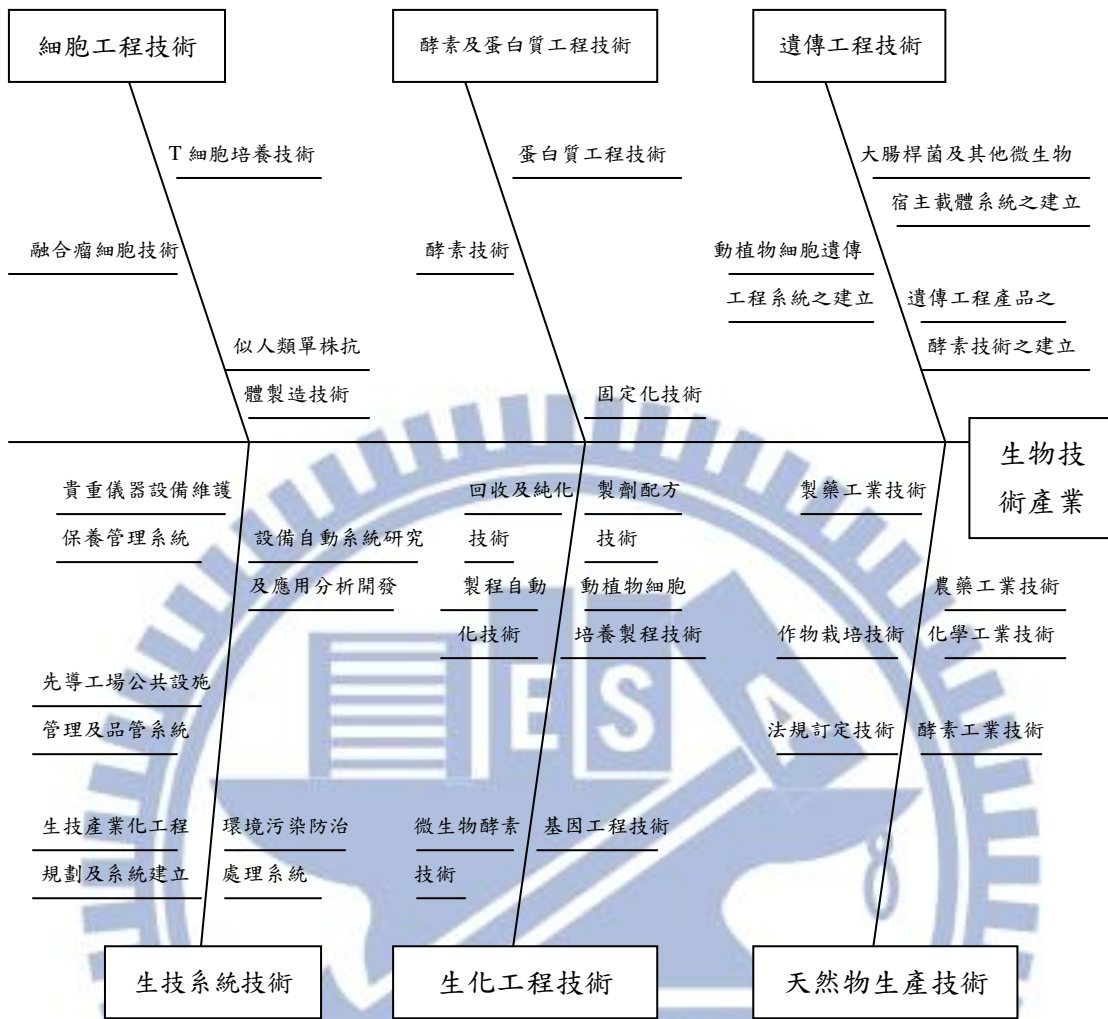 細胞工程技術
酵素及蛋白質工程技術
遺傳工程技術
T 細胞培養技術
蛋白質工程技術
大腸桿菌及其他微生物
宿主載體系統之建立
融合瘤細胞技術
酵素技術
動植物細胞遺傳
工程系統之建立
遺傳工程產品之
酵素技術之建立
似人類單株抗
體製造技術
固定化技術
生物技
術產業
貴重儀器設備維護
保養管理系統
設備自動系統研究
及應用分析開發
回收及純化
技術
製劑配方
技術
製藥工業技術
製程自動
化技術
動植物細胞
培養製程技術
農藥工業技術
作物栽培技術
化學工業技術
先導工場公共設施
管理及品管系統
法規訂定技術
酵素工業技術
生技產業化工程
規劃及系統建立
環境污染防治
處理系統
微生物酵素
技術
基因工程技術
生技系統技術
生化工程技術
天然物生產技術
E
S
A